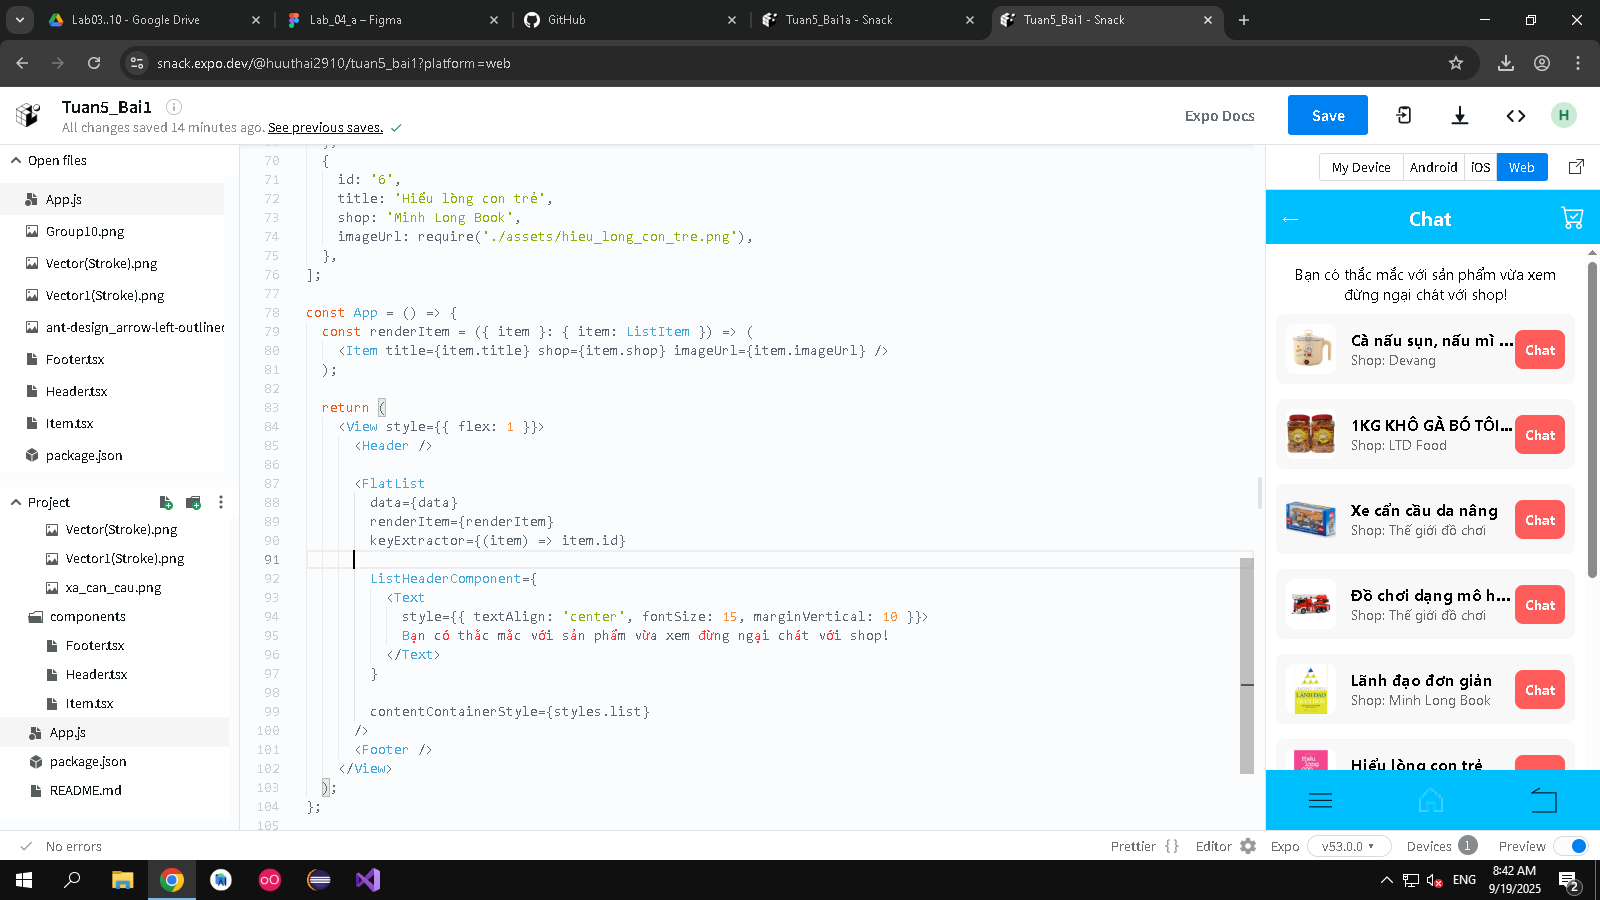 Lab03..10 - Google Drive
Lab_04_a – Figma
GitHub
Tuan5_Bai1a - Snack
Tuan5_Bai1 - Snack
snack.expo.dev/@huuthai2910/tuan5_bai1?platform=web
Tuan5_Bai1
All changes saved 14 minutes ago. See previous saves.
Expo Docs
Save
H
Open files
App.js
Group10.png
Vector(Stroke).png
Vector1(Stroke).png
ant-design_arrow-left-outlined
Footer.tsx
Header.tsx
Item.tsx
package.json
Project
Vector(Stroke).png
Vector1(Stroke).png
xa_can_cau.png
components
Footer.tsx
Header.tsx
Item.tsx
App.js
package.json
README.md
70 {
71 id: '6',
72 title: 'Hiểu lòng con trẻ',
73 shop: 'Minh Long Book',
74 imageUrl: require('./assets/hieu_long_con_tre.png'),
75 },
76 ];
77
78 const App = () => {
79 const renderItem = ({ item }: { item: ListItem }) => (
80 <Item title={item.title} shop={item.shop} imageUrl={item.imageUrl} />
81 );
82
83 return (
84 <View style={{ flex: 1 }}>
85 <Header />
86
87 <FlatList
88 data={data}
89 renderItem={renderItem}
90 keyExtractor={(item) => item.id}
91
92 ListHeaderComponent={
93 <Text
94 style={{ textAlign: 'center', fontSize: 15, marginVertical: 10 }}>
95 Bạn có thắc mắc với sản phẩm vừa xem đừng ngại chát với shop!
96 </Text>
97 }
98
99 contentContainerStyle={styles.list}
100 />
101 <Footer />
102 </View>
103 );
104 };
105
My Device
Android
iOS
Web
Chat
Bạn có thắc mắc với sản phẩm vừa xem
đừng ngại chát với shop!
Cà nấu sụn, nấu mì ...
Shop: Devang
Chat
1KG KHÔ GÀ BÓ TỎI...
Shop: LTD Food
Chat
Xe cẩn cẩu da nâng
Shop: Thế giới đồ chơi
Chat
Đồ chơi dạng mô h...
Shop: Thế giới đồ chơi
Chat
Lãnh đạo đơn giản
Shop: Minh Long Book
Chat
Hiểu lòng con trẻ
No errors
Prettier {}
Editor
Expo
v53.0.0
Devices 1
Preview
ENG
8:42 AM
9/19/2025
2